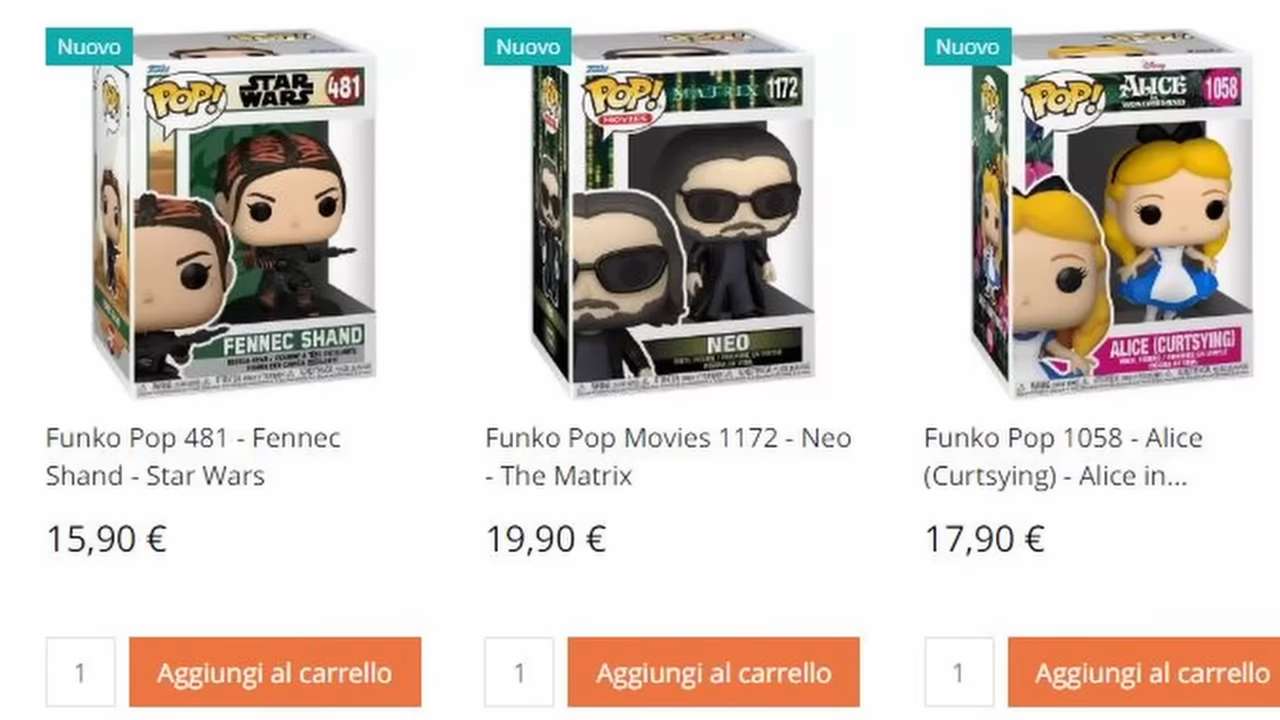 Nuovo
Nuovo
Nuovo
POP!
STAR
WARS
481
POP!
MOVIES
MATRIX
1172
POP!
Disney
ALICE
IN
WONDERLAND
1058
FENNEC SHAND
NEO
ALICE (CURTSYING)
Funko Pop 481 - Fennec
Shand - Star Wars
Funko Pop Movies 1172 - Neo
- The Matrix
Funko Pop 1058 - Alice
(Curtsying) - Alice in...
15,90 €
19,90 €
17,90 €
1
Aggiungi al carrello
1
Aggiungi al carrello
1
Aggiungi al carrello